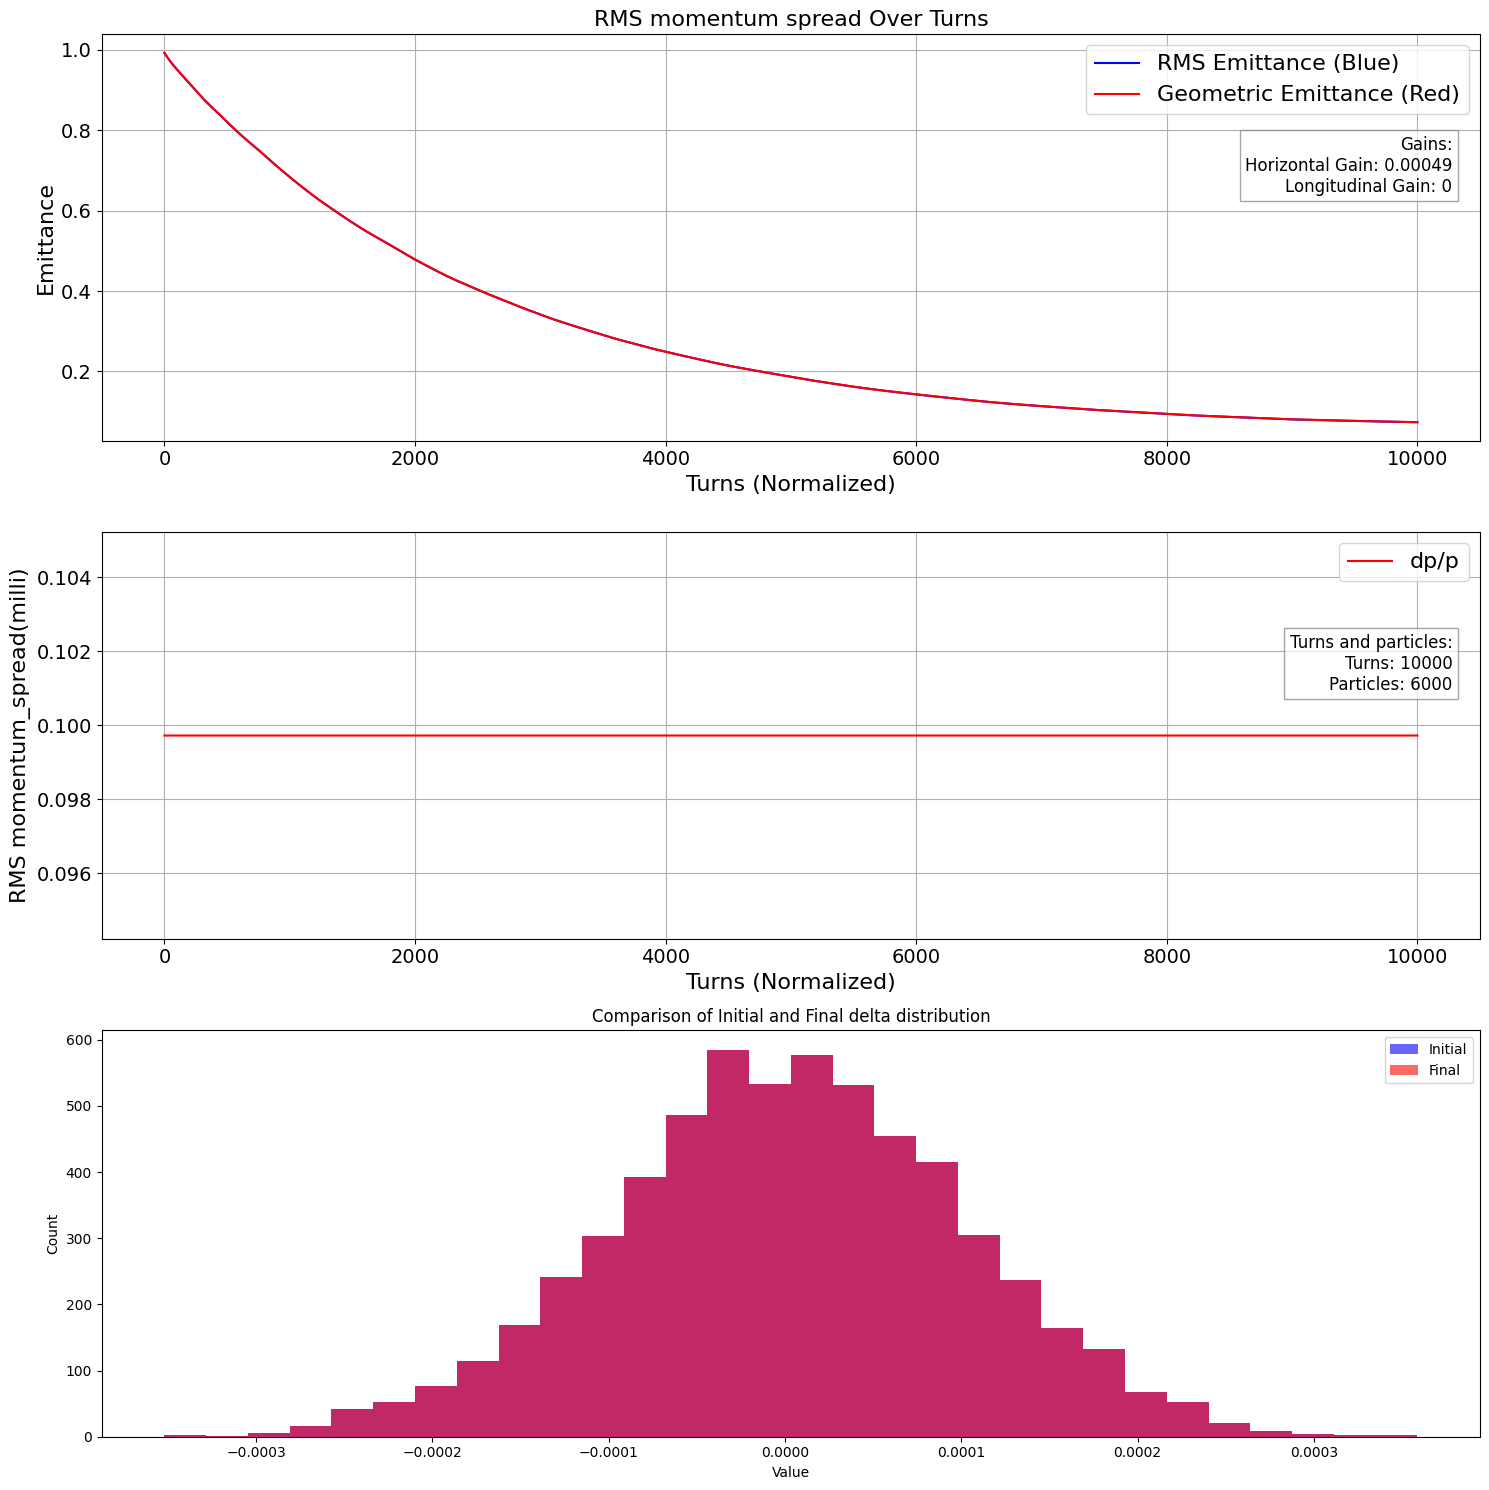 RMS momentum spread Over Turns
1.0
0.8
0.6
0.4
0.2
Emittance
RMS Emittance (Blue)
Geometric Emittance (Red)
Gains:
Horizontal Gain: 0.00049
Longitudinal Gain: 0
0 2000 4000 6000 8000 10000
Turns (Normalized)
0.104
0.102
0.100
0.098
0.096
RMS momentum_spread(milli)
dp/p
Turns and particles:
Turns: 10000
Particles: 6000
0 2000 4000 6000 8000 10000
Turns (Normalized)
Comparison of Initial and Final delta distribution
600
500
400
300
200
100
0
Count
Initial
Final
−0.0003 −0.0002 −0.0001 0.0000 0.0001 0.0002 0.0003
Value